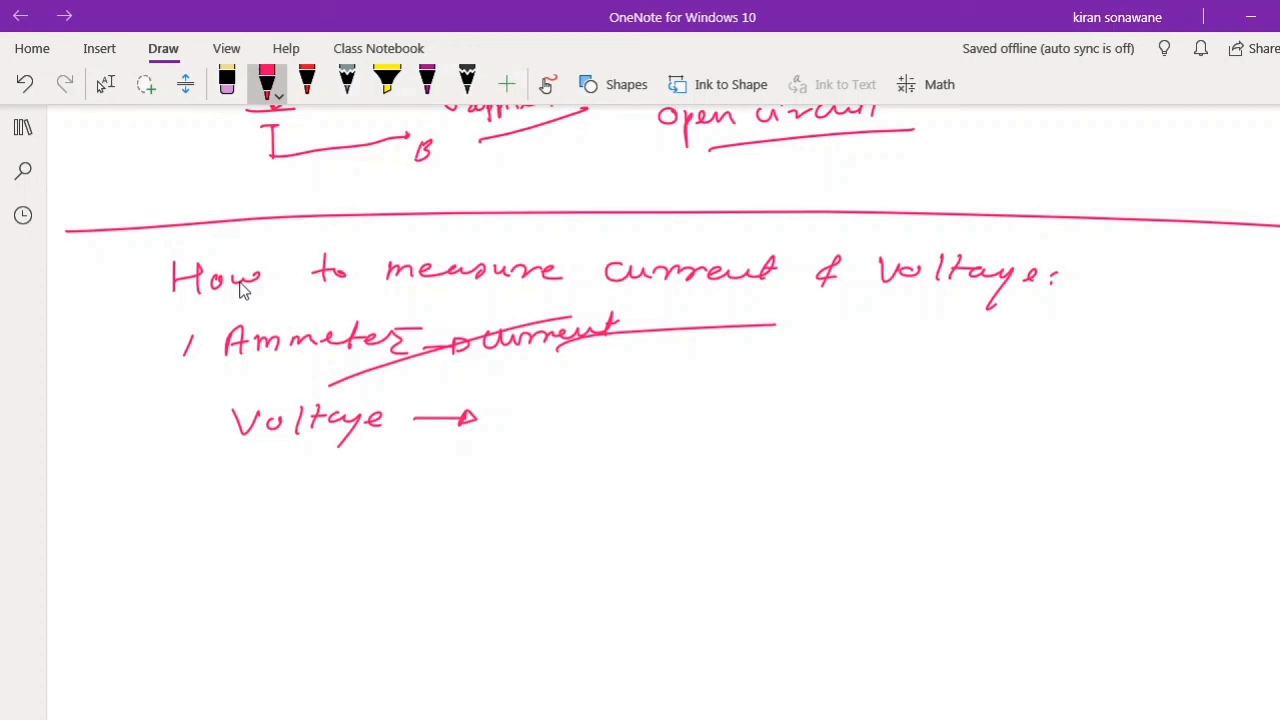 OneNote for Windows 10
kiran sonawane
Home Insert Draw View Help Class Notebook
Saved offline (auto sync is off)
Share
Shapes Ink to Shape Ink to Text Math
Open circuit
B
How to measure current & Voltage:
1 Ammeter current
Voltage